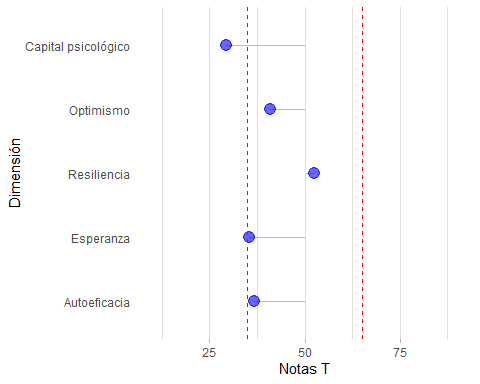 Capital psicológico
Optimismo
Resiliencia
Esperanza
Autoeficacia
Dimensión
25 50 75
Notas T